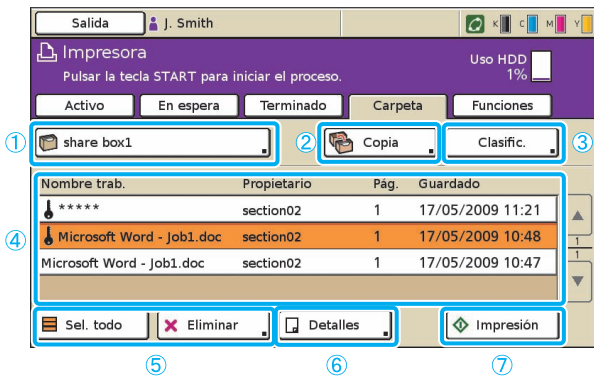 Salida J. Smith K C M Y
Impresora
Pulsar la tecla START para iniciar el proceso.
Uso HDD
1%
Activo En espera Terminado Carpeta Funciones
① share box1 ② Copia Clasific. ③
Nombre trab. Propietario Pág. Guardado
***** section02 1 17/05/2009 11:21
④ Microsoft Word - Job1.doc section02 1 17/05/2009 10:48
Microsoft Word - Job1.doc section02 1 17/05/2009 10:47
1
1
Sel. todo Eliminar Detalles Impresión
⑤ ⑥ ⑦